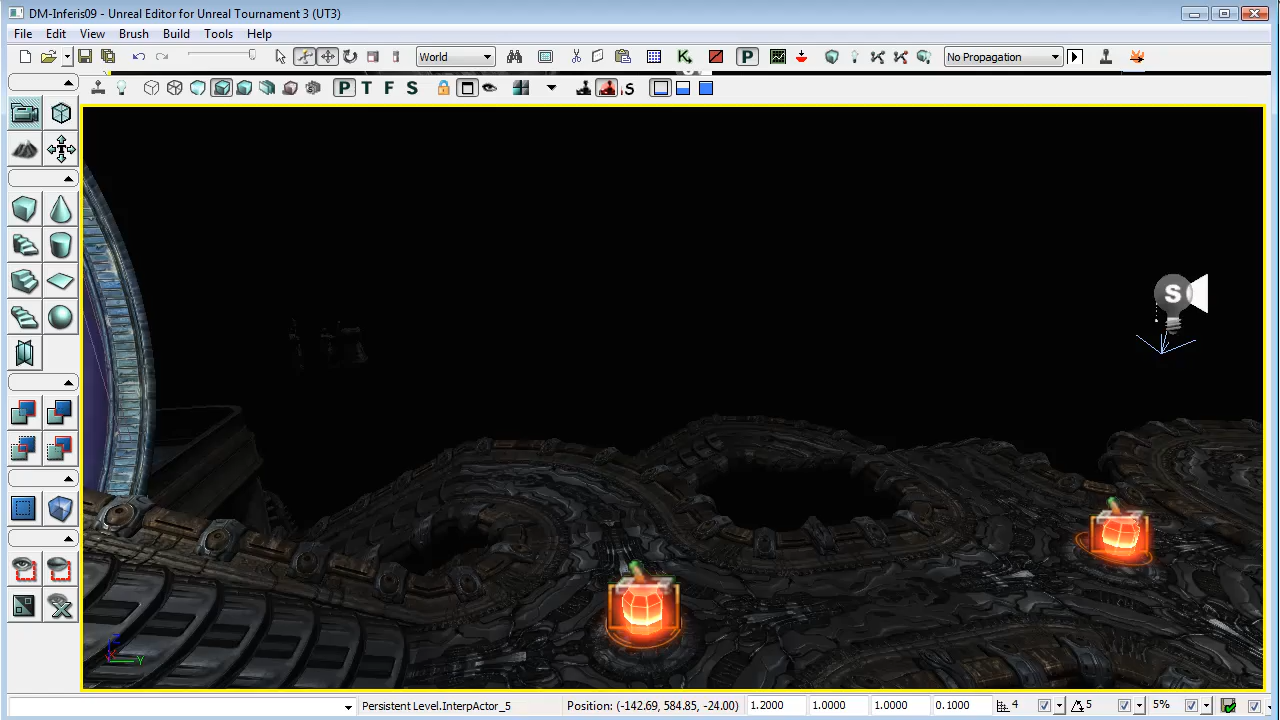 DM-Inferis09 - Unreal Editor for Unreal Tournament 3 (UT3)
File Edit View Brush Build Tools Help
World K P No Propagation
P T F S S
S
Z
Y
Persistent Level.InterpActor_5 Position: (-142.69, 584.85, -24.00) 1.2000 1.0000 1.0000 0.1000 4 5 5%